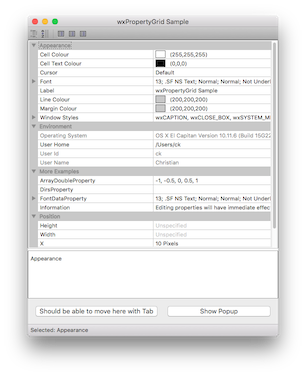 wxPropertyGrid Sample
Appearance
Cell Colour (255,255,255)
Cell Text Colour (0,0,0)
Cursor Default
Font 13; .SF NS Text; Normal; Normal; Not Underl
Label wxPropertyGrid Sample
Line Colour (200,200,200)
Margin Colour (200,200,200)
Window Styles wxCAPTION, wxCLOSE_BOX, wxSYSTEM_M
Environment
Operating System OS X El Capitan Version 10.11.6 (Build 15G22
User Home /Users/ck
User Id ck
User Name Christian
More Examples
ArrayDoubleProperty -1, -0.5, 0, 0.5, 1
DirsProperty
FontDataProperty 13; .SF NS Text; Normal; Normal; Not Underl
Information Editing properties will have immediate effec
Position
Height Unspecified
Width Unspecified
X 10 Pixels
Appearance
Should be able to move here with Tab
Show Popup
Selected: Appearance